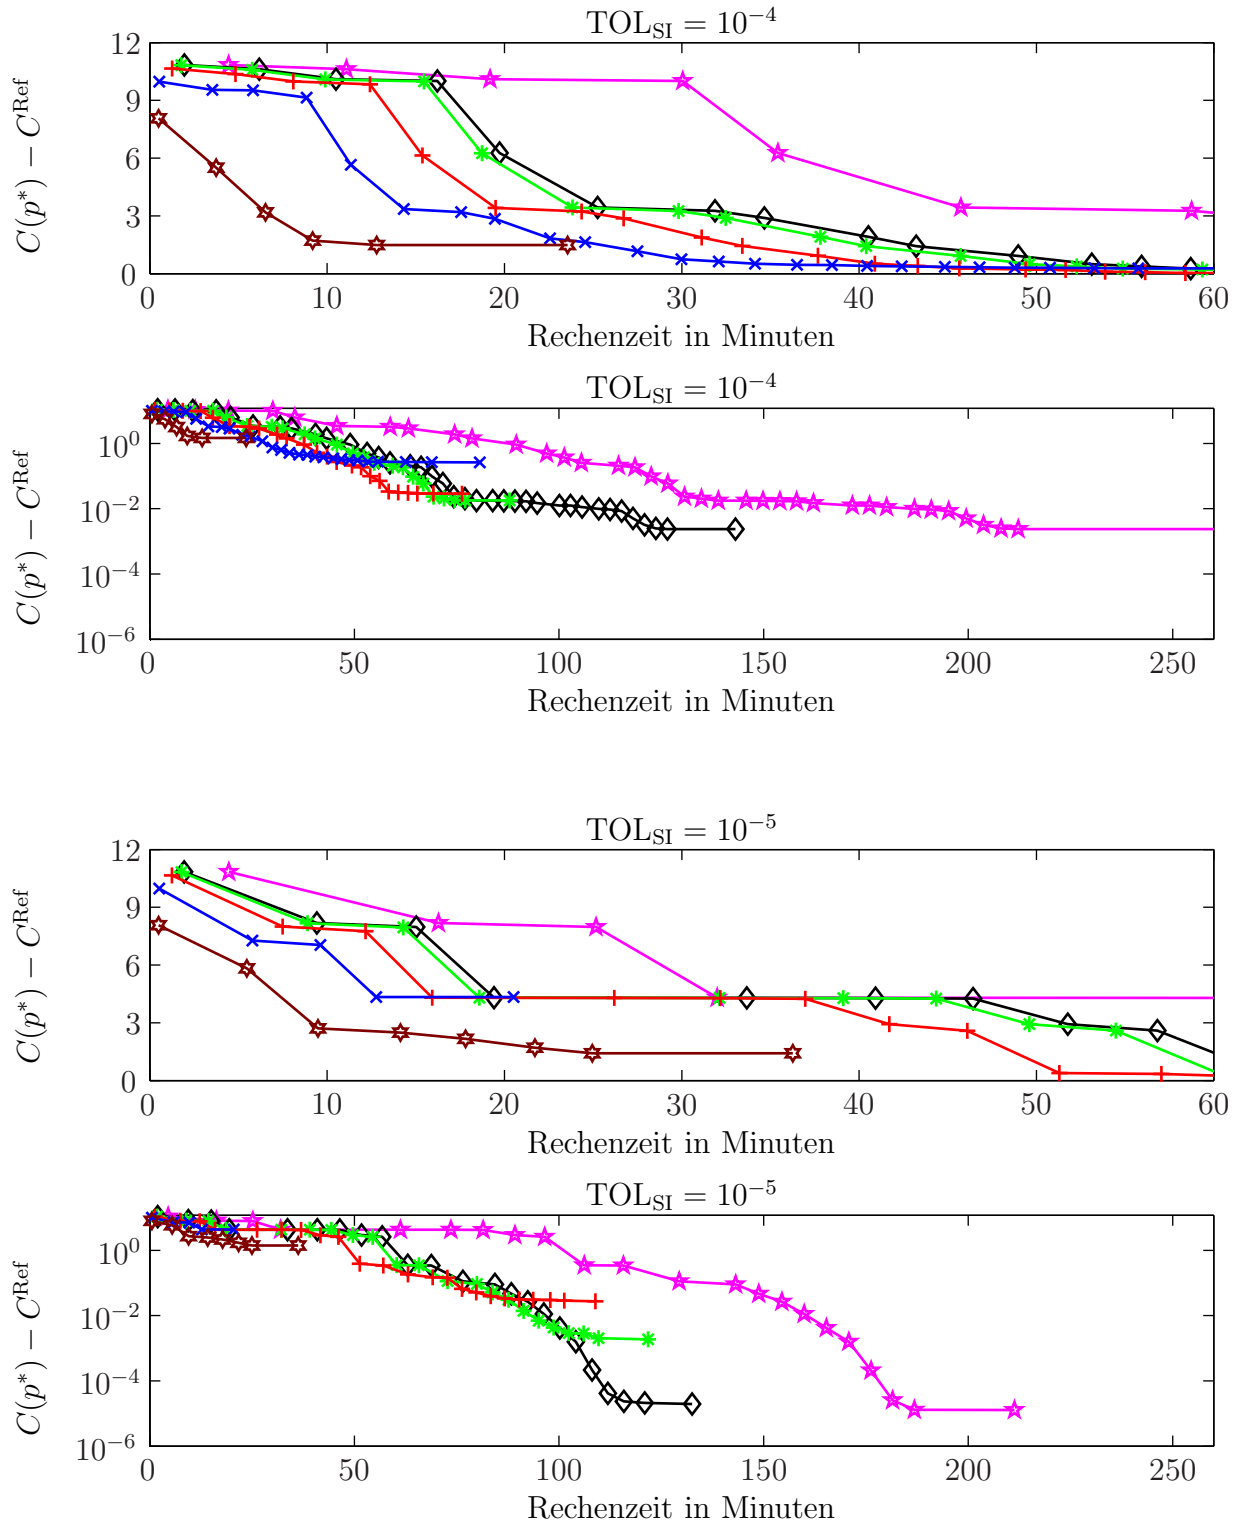 TOL_SI = 10^−4
12
9
6
3
0
C(p*) − C^Ref
0 10 20 30 40 50 60
Rechenzeit in Minuten
TOL_SI = 10^−4
10^0
10^−2
10^−4
10^−6
C(p*) − C^Ref
0 50 100 150 200 250
Rechenzeit in Minuten
TOL_SI = 10^−5
12
9
6
3
0
C(p*) − C^Ref
0 10 20 30 40 50 60
Rechenzeit in Minuten
TOL_SI = 10^−5
10^0
10^−2
10^−4
10^−6
C(p*) − C^Ref
0 50 100 150 200 250
Rechenzeit in Minuten